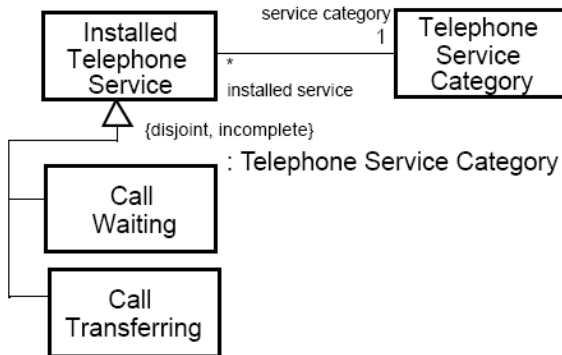 Installed
Telephone
Service
service category
1
*
installed service
Telephone
Service
Category
{disjoint, incomplete}
: Telephone Service Category
Call
Waiting
Call
Transferring